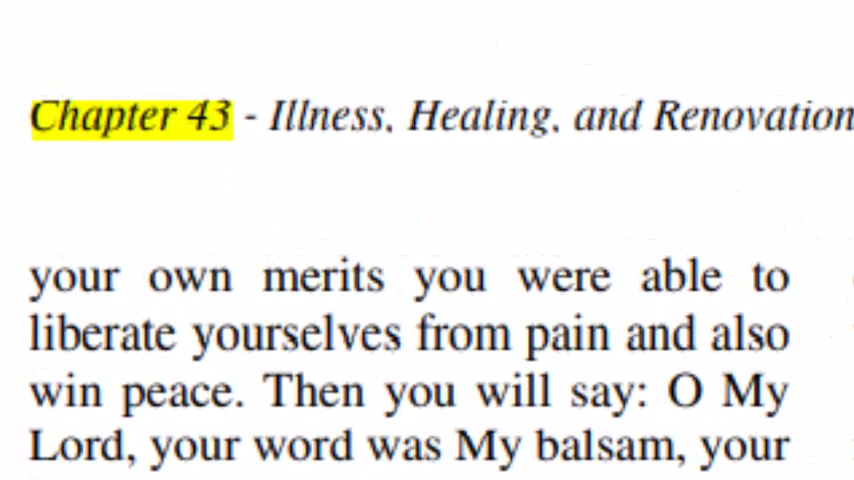 Chapter 43 - Illness, Healing, and Renovation
your own merits you were able to
liberate yourselves from pain and also
win peace. Then you will say: O My
Lord, your word was My balsam, your